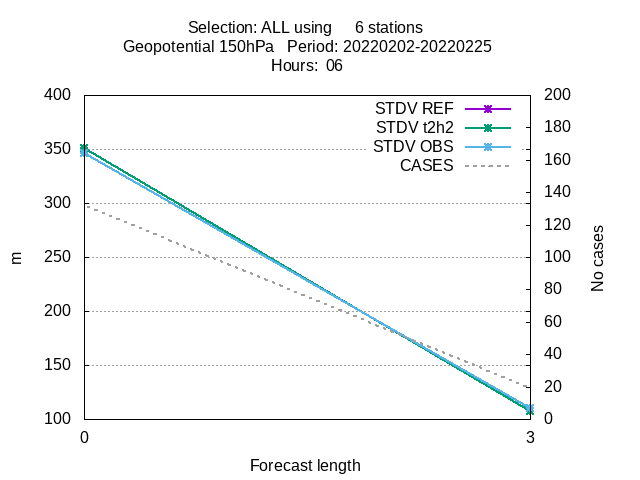 Selection: ALL using     6 stations
Geopotential 150hPa   Period: 20220202-20220225
Hours:  06
400 200
STDV REF
180
STDV t2h2
350
STDV OBS
160
CASES
140
300
120
250 100
m
No cases
80
200
60
150
40
20
100 0
0 3
Forecast length